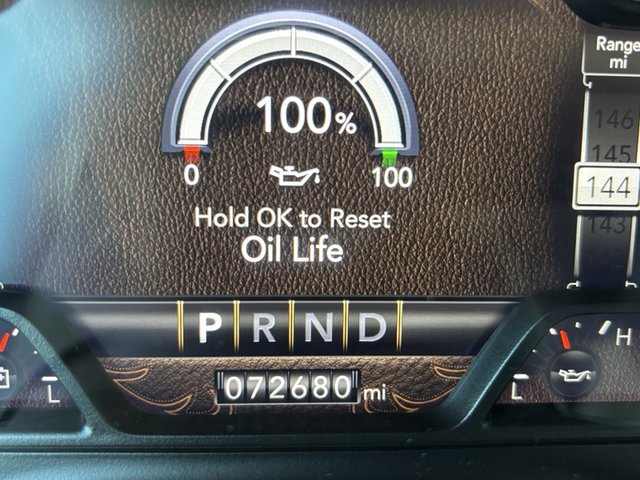 100%
0
100
Hold OK to Reset
Oil Life
Range
mi
146
145
144
143
P R N D
072680 mi
L
L
H